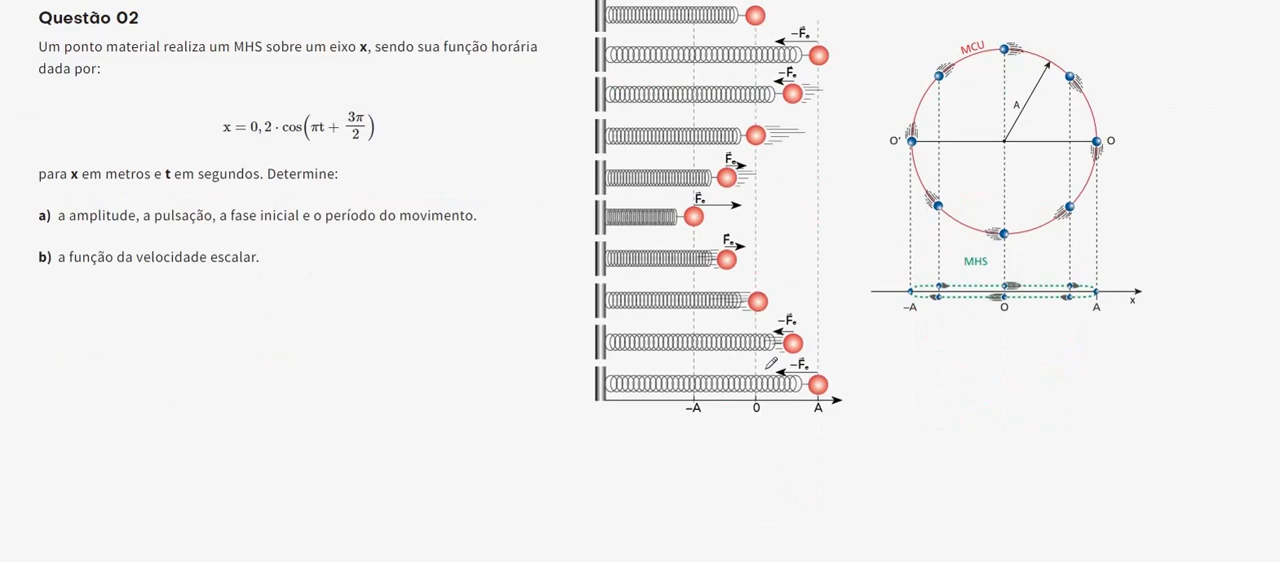 Questão 02
Um ponto material realiza um MHS sobre um eixo x, sendo sua função horária
dada por:
x = 0, 2 · cos(πt + 3π/2)
para x em metros e t em segundos. Determine:
a) a amplitude, a pulsação, a fase inicial e o período do movimento.
b) a função da velocidade escalar.
−F⃗e
−F⃗e
F⃗e
F⃗e
F⃗e
−F⃗e
−F⃗e
−A 0 A
MCU
A
O' O
MHS
−A O A x